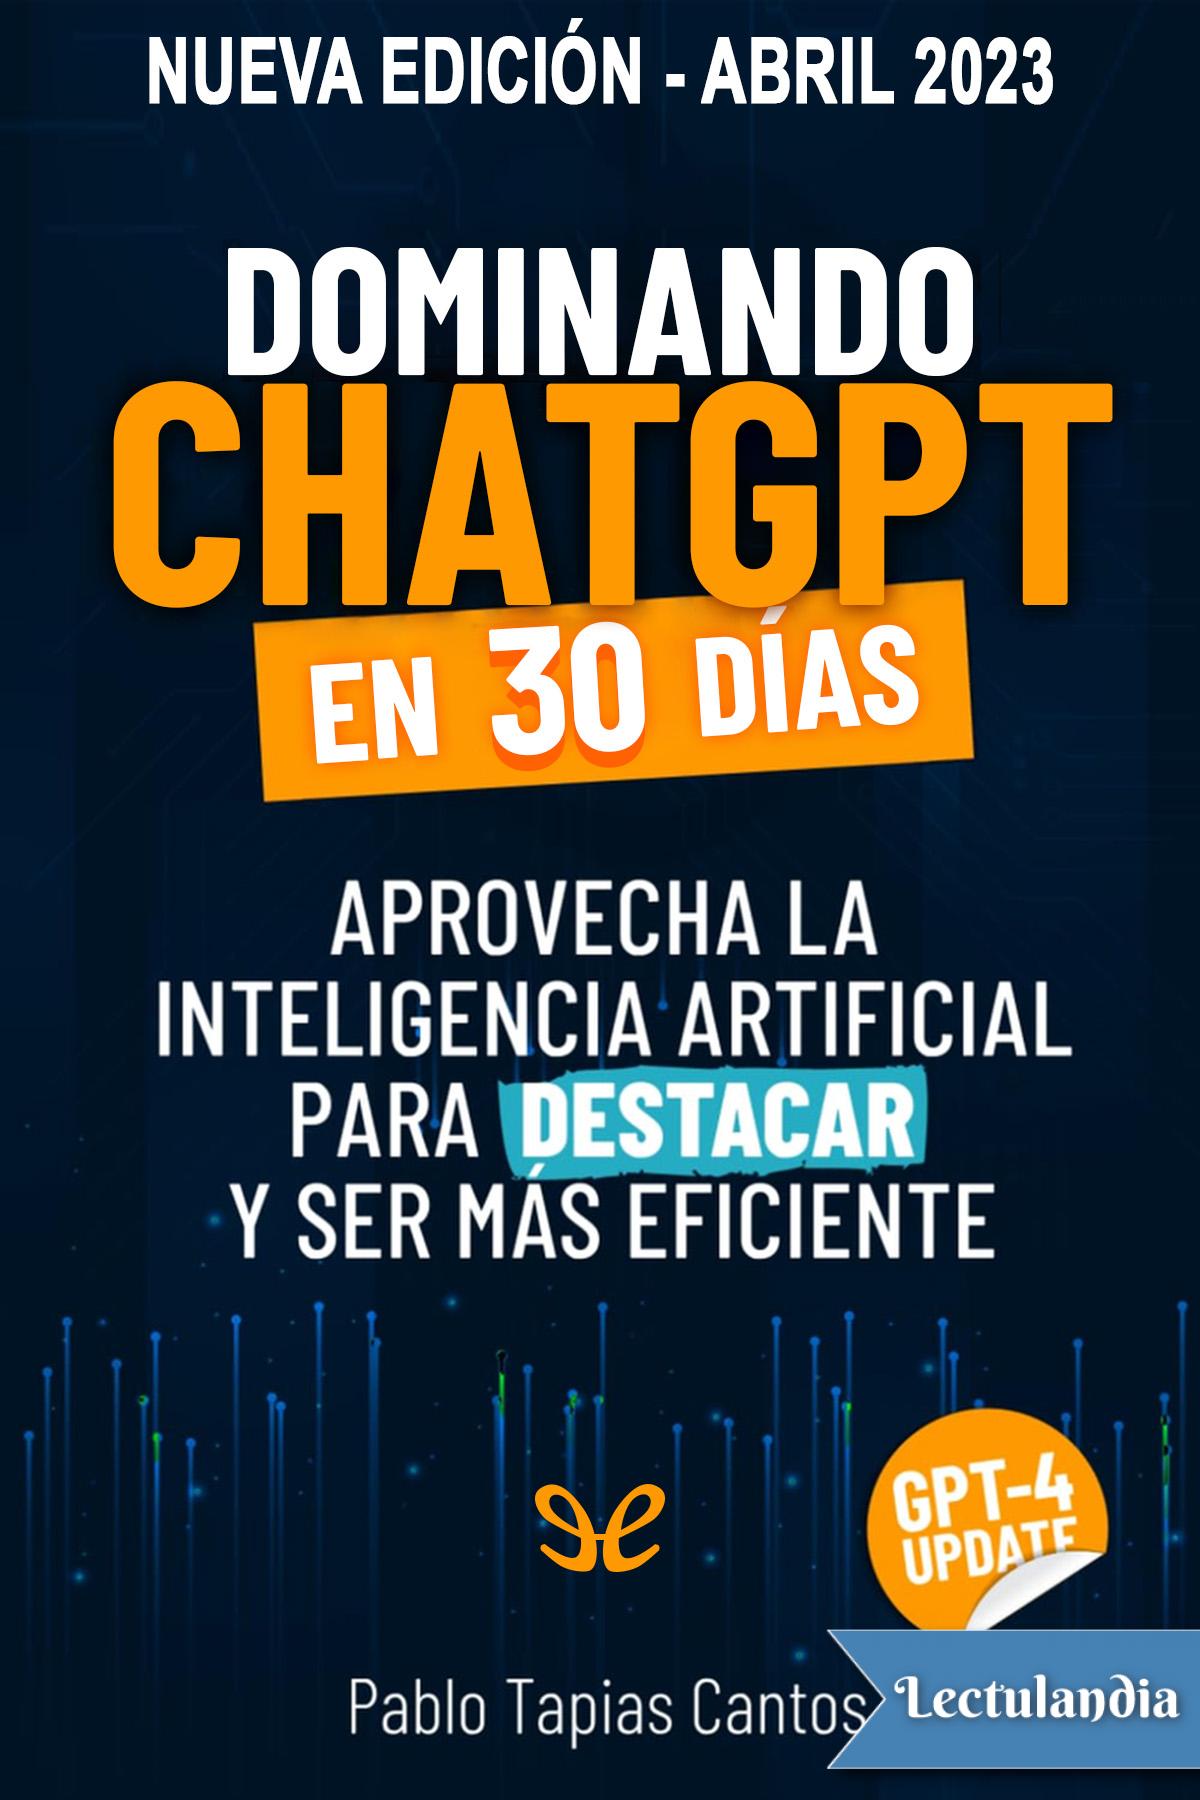 NUEVA EDICIÓN - ABRIL 2023
DOMINANDO
CHATGPT
EN 30 DÍAS
APROVECHA LA
INTELIGENCIA ARTIFICIAL
PARA DESTACAR
Y SER MÁS EFICIENTE
GPT-4
UPDATE
Pablo Tapias Cantos
Lectulandia